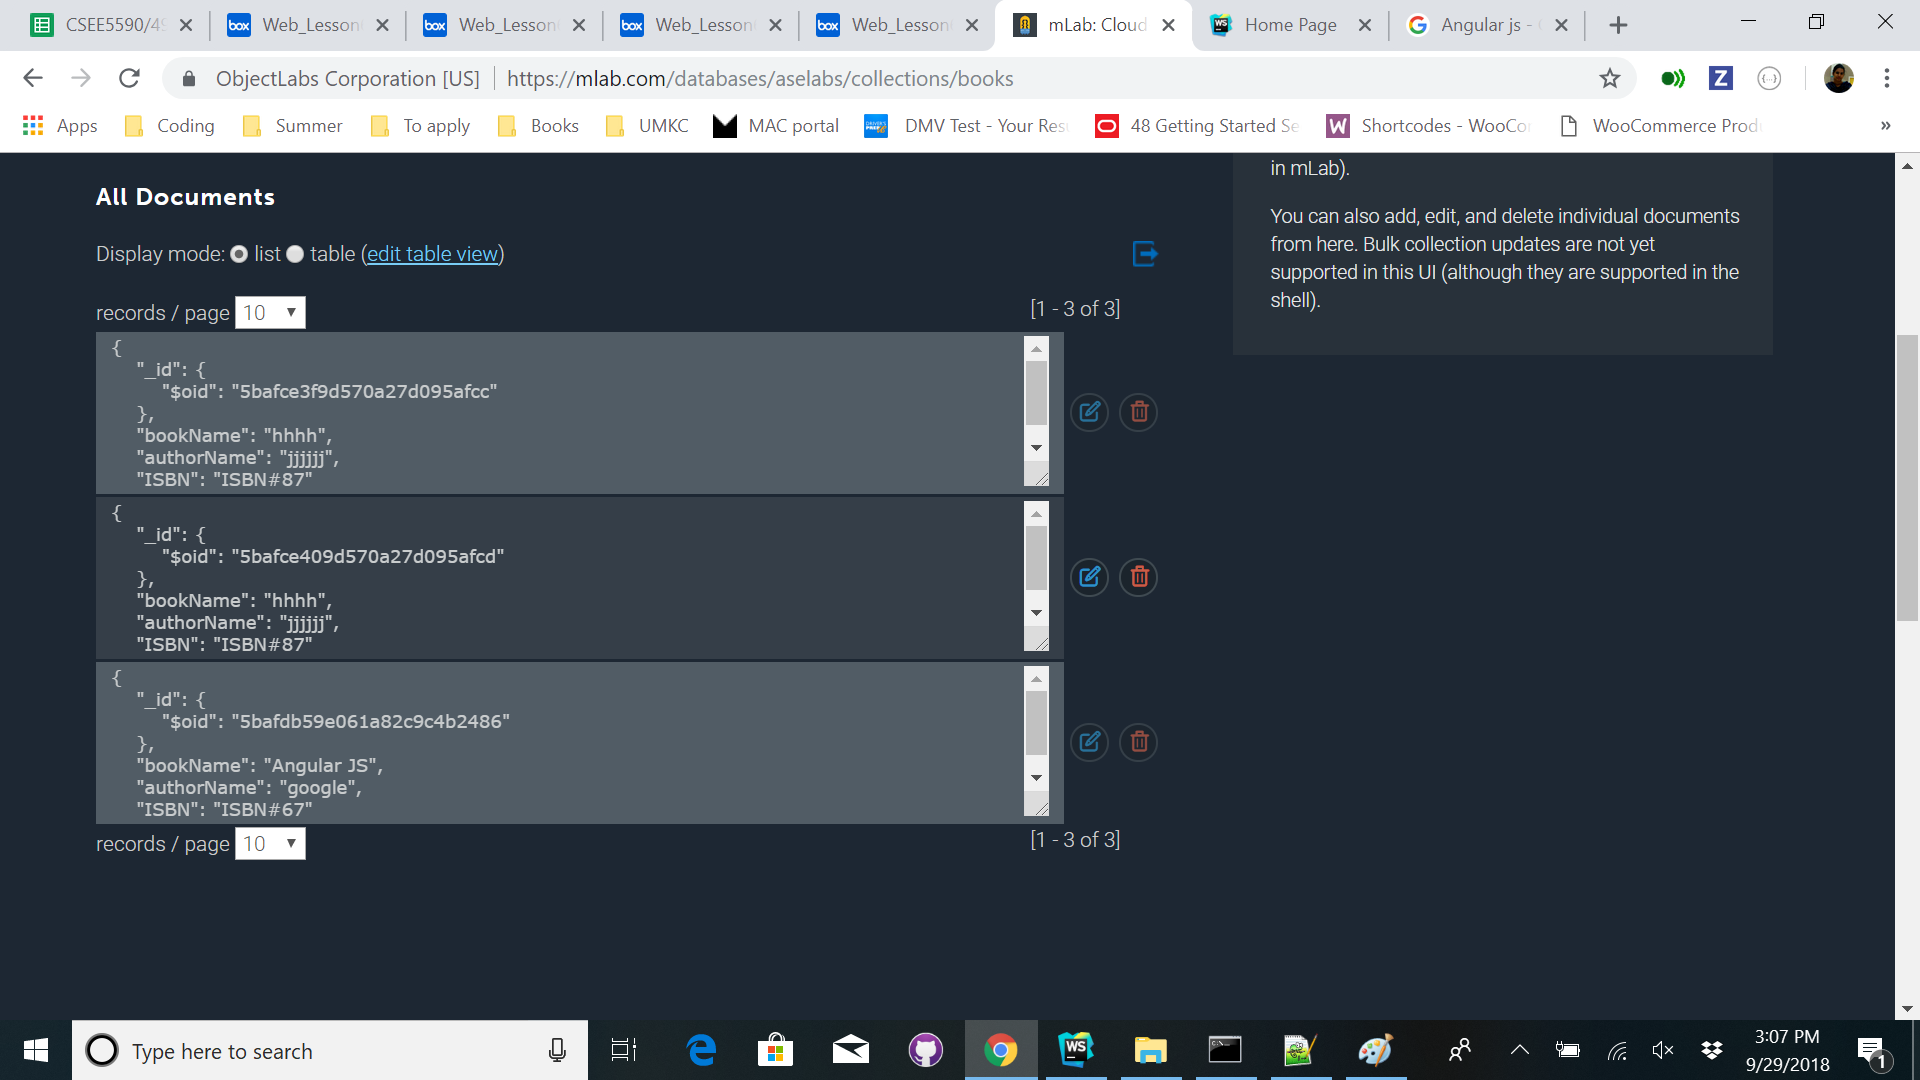 CSEE5590/49
Web_Lesson
Web_Lesson
Web_Lesson
Web_Lesson
mLab: Cloud
Home Page
Angular js -
ObjectLabs Corporation [US]
https://mlab.com/databases/aselabs/collections/books
Apps
Coding
Summer
To apply
Books
UMKC
MAC portal
DMV Test - Your Res
48 Getting Started Se
Shortcodes - WooCo
WooCommerce Prod
in mLab).
You can also add, edit, and delete individual documents
from here. Bulk collection updates are not yet
supported in this UI (although they are supported in the
shell).
All Documents
Display mode: list table (edit table view)
records / page 10
[1 - 3 of 3]
{
"_id": {
"$oid": "5bafce3f9d570a27d095afcc"
},
"bookName": "hhhh",
"authorName": "jjjjjj",
"ISBN": "ISBN#87"
{
"_id": {
"$oid": "5bafce409d570a27d095afcd"
},
"bookName": "hhhh",
"authorName": "jjjjjj",
"ISBN": "ISBN#87"
{
"_id": {
"$oid": "5bafdb59e061a82c9c4b2486"
},
"bookName": "Angular JS",
"authorName": "google",
"ISBN": "ISBN#67"
records / page 10
[1 - 3 of 3]
Type here to search
3:07 PM
9/29/2018
1